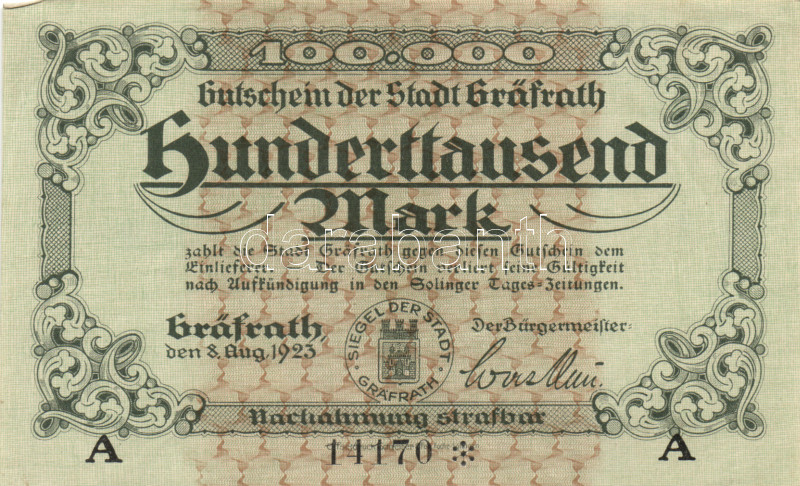 100.000
Gutschein der Stadt Gräfrath
Hunderttausend
Mark
zahlt die Stadt Gräfrath gegen diesen Gutschein dem
Einlieferer. Der Gutschein verliert seine Gültigkeit
nach Aufkündigung in den Solinger Tages-Zeitungen.
Gräfrath, Der Bürgermeister:
den 8. Aug. 1923
SIEGEL DER STADT GRÄFRATH
Nachahmung strafbar
A 14170 A
darabanth